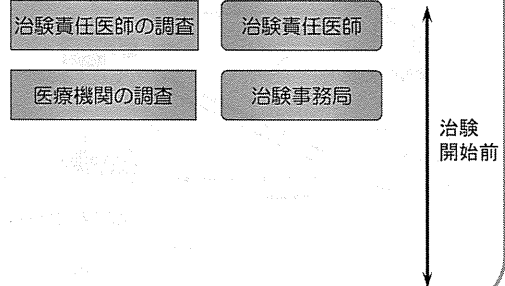 治験責任医師の調査 治験責任医師
医療機関の調査 治験事務局
治験
開始前